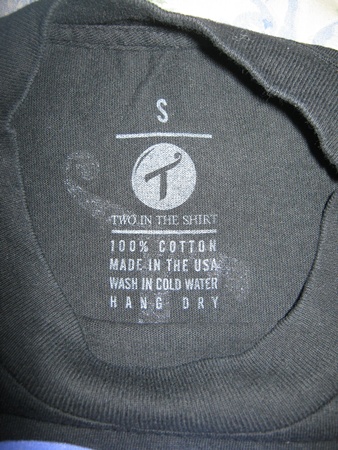 S
T
TWO IN THE SHIRT
100% COTTON
MADE IN THE USA
WASH IN COLD WATER
HANG DRY